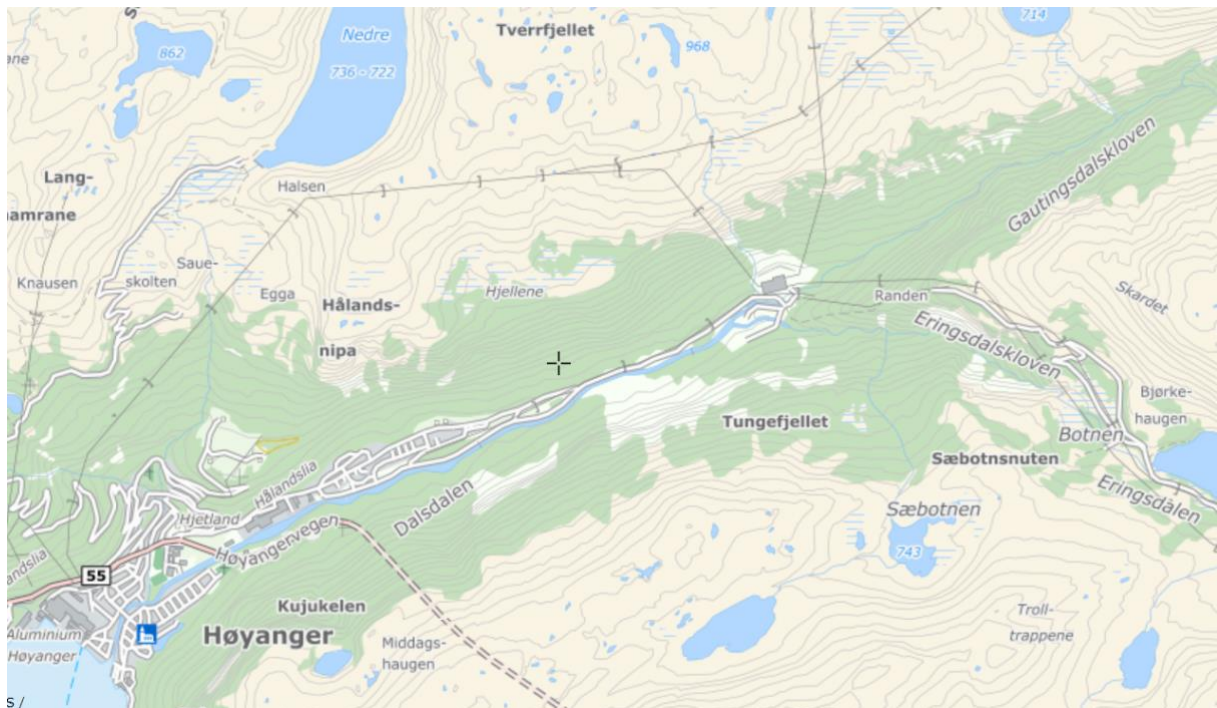 Nedre
736 - 722
862
Tverrfjellet
968
714
Lang-
hamrane
Halsen
Gautingsdalskloven
Knausen
Saue-
skolten
Egga
Hålands-
nipa
Hjellene
Randen
Skardet
Eringsdalskloven
Bjørke-
haugen
Tungefjellet
Botnen
Sæbotnsnuten
Eringsdalen
Sæbotnen
743
Dalsdalen
Hålandslia
Hjetland
Høyangervegen
55
Kujukelen
Høyanger
Middags-
haugen
Troll-
trappene
Aluminium
Høyanger